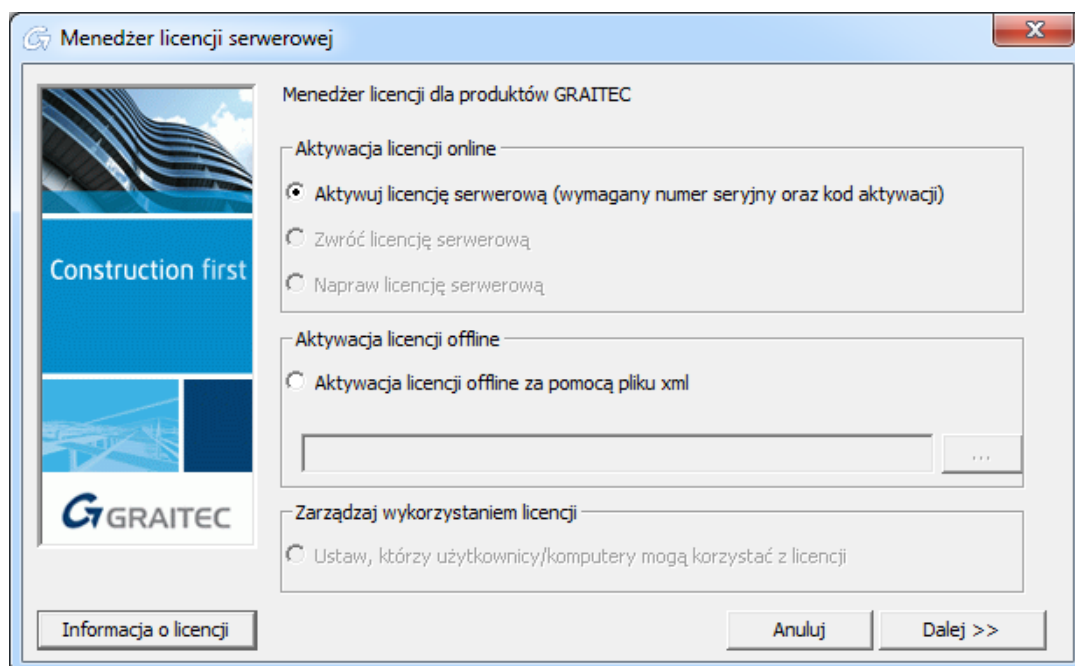 Menedżer licencji serwerowej
Menedżer licencji dla produktów GRAITEC
Aktywacja licencji online
Aktywuj licencję serwerową (wymagany numer seryjny oraz kod aktywacji)
Zwróć licencję serwerową
Napraw licencję serwerową
Construction first
Aktywacja licencji offline
Aktywacja licencji offline za pomocą pliku xml
...
GRAITEC
Zarządzaj wykorzystaniem licencji
Ustaw, którzy użytkownicy/komputery mogą korzystać z licencji
Informacja o licencji
Anuluj
Dalej >>